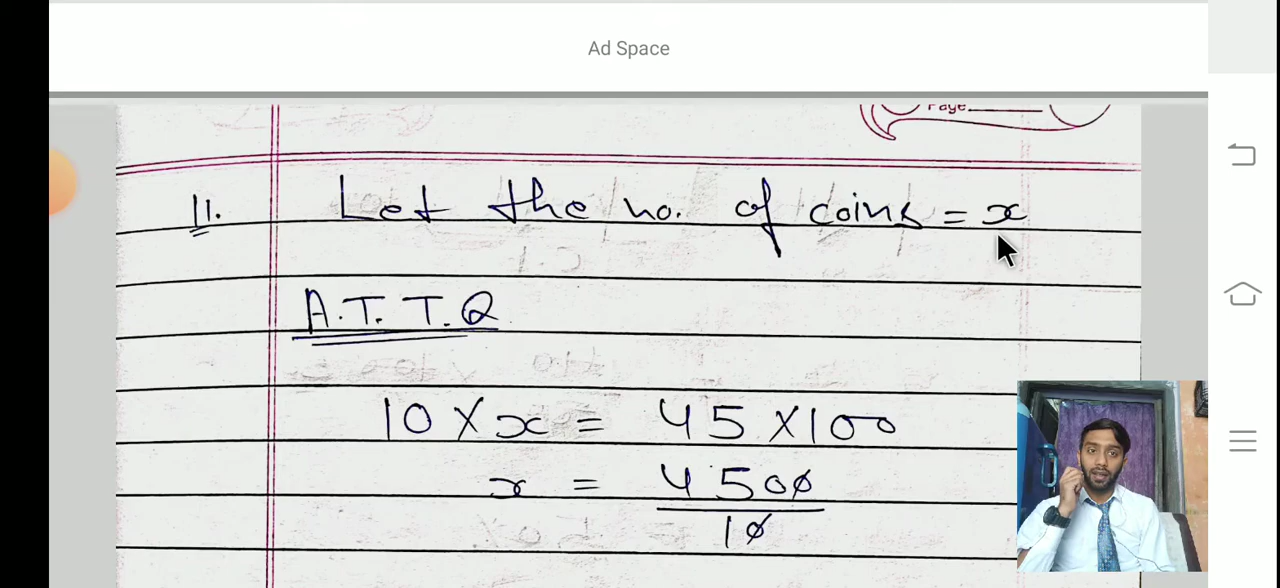 Ad Space
Page
11. Let the no. of coins = x
A.T.T.Q
10 × x = 45 × 100
x = 4500
10